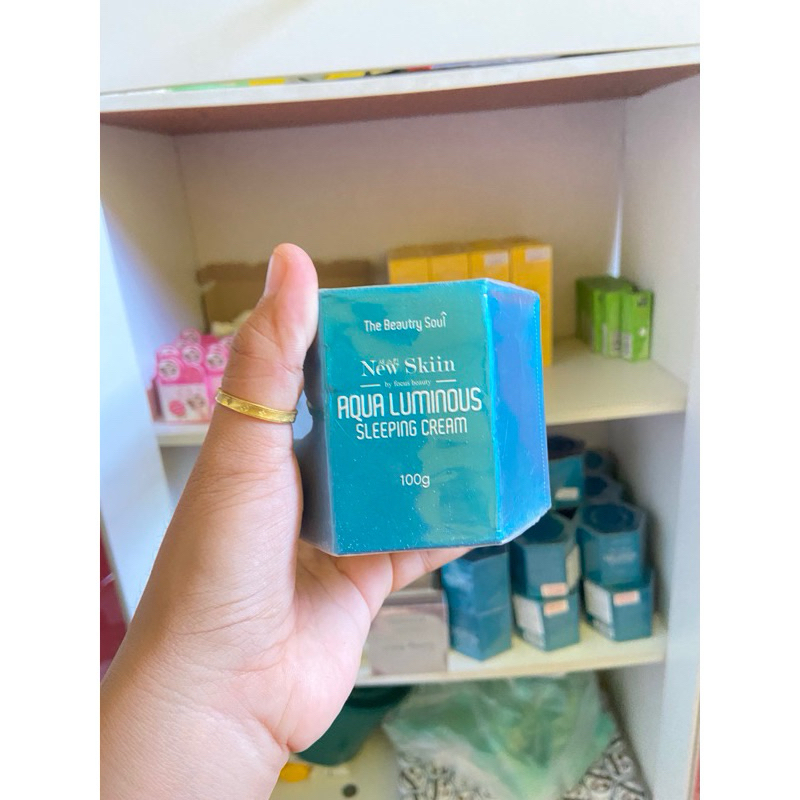 The Beautry Soul
New Skiin
by focus beauty
AQUA LUMINOUS
SLEEPING CREAM
100g